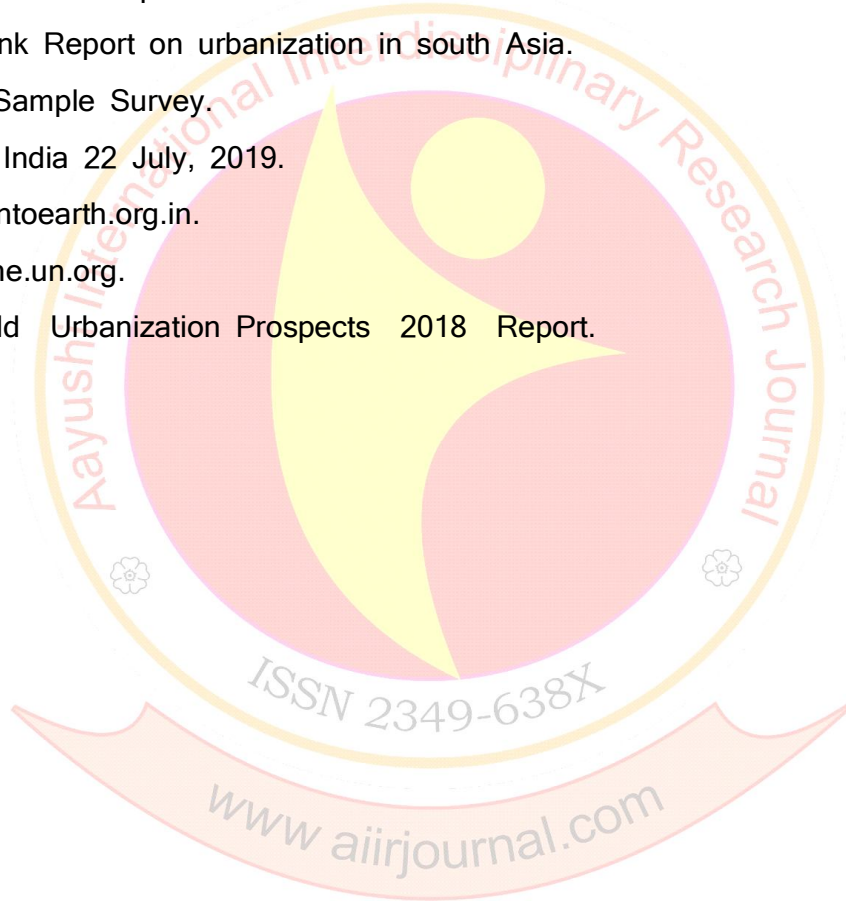 nk Report on urbanization in south Asia.
Sample Survey.
India 22 July, 2019.
ntoearth.org.in.
ne.un.org.
ld Urbanization Prospects 2018 Report.
Aayushi International Interdisciplinary Research Journal
ISSN 2349-638X
www aiirjournal.com